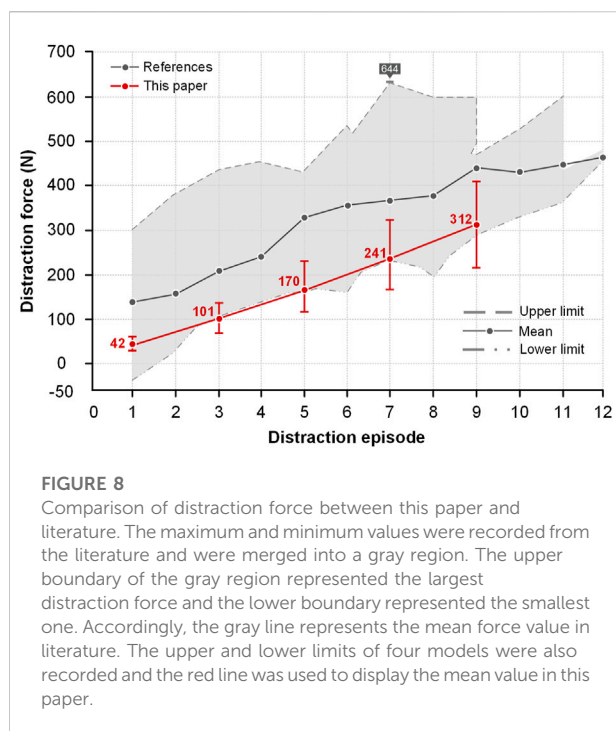 700
600
500
400
300
200
100
0
-50
Distraction force (N)
References
This paper
644
42
101
170
241
312
Upper limit
Mean
Lower limit
0 1 2 3 4 5 6 7 8 9 10 11 12
Distraction episode
FIGURE 8
Comparison of distraction force between this paper and
literature. The maximum and minimum values were recorded from
the literature and were merged into a gray region. The upper
boundary of the gray region represented the largest
distraction force and the lower boundary represented the smallest
one. Accordingly, the gray line represents the mean force value in
literature. The upper and lower limits of four models were also
recorded and the red line was used to display the mean value in this
paper.